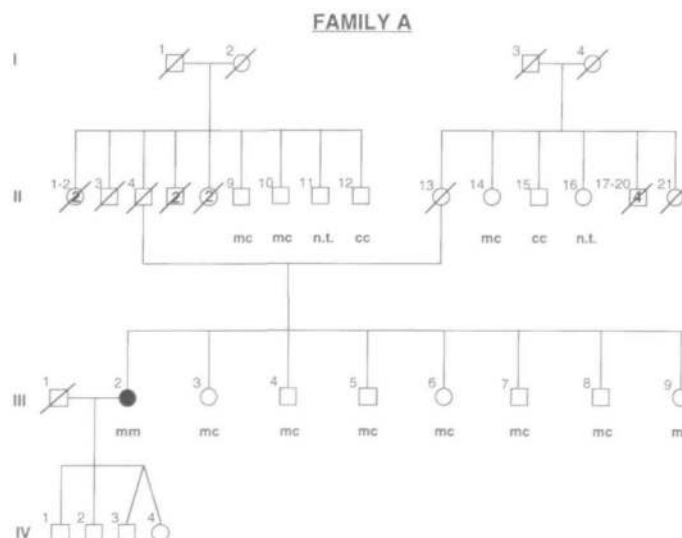 FAMILY A
I
1 2 3 4
II
1-2 3 4 9 10 11 12 13 14 15 16 17-20 21
2 2 2 4
mc mc n.t. cc mc cc n.t.
III
1 2 3 4 5 6 7 8 9
mm mc mc mc mc mc mc
IV
1 2 3 4